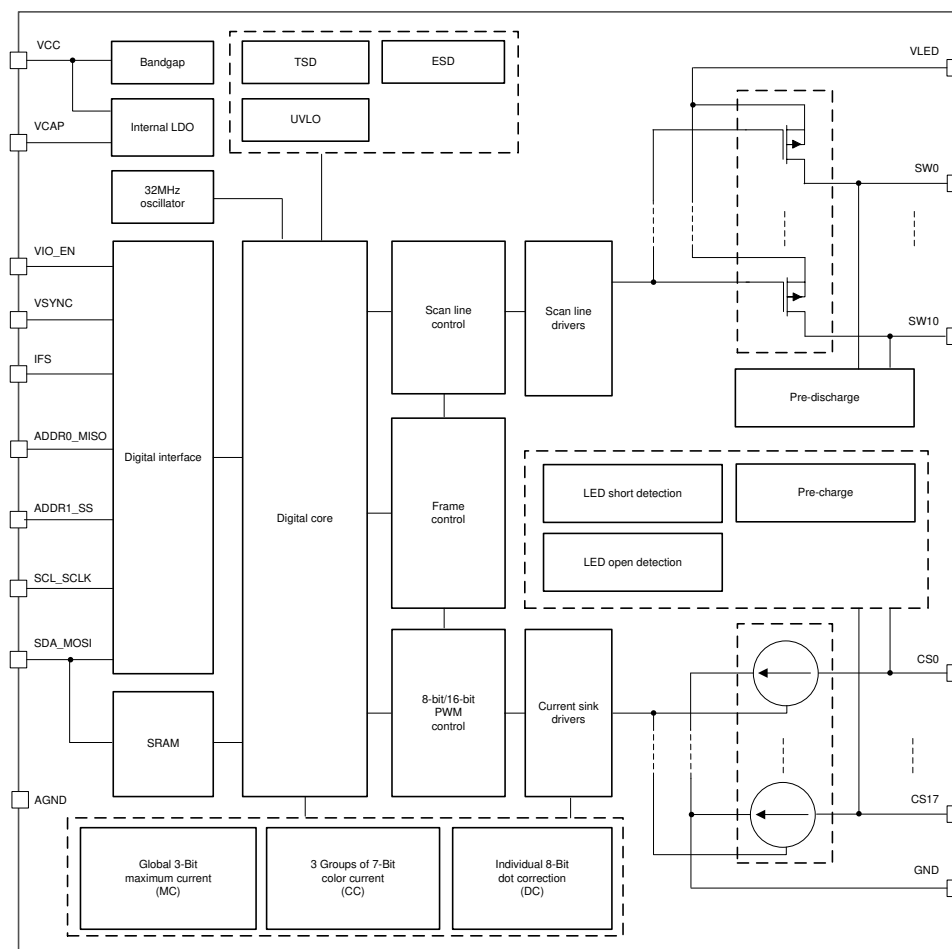 VCC
VCAP
VIO_EN
VSYNC
IFS
ADDR0_MISO
ADDR1_SS
SCL_SCLK
SDA_MOSI
AGND
Bandgap
Internal LDO
32MHz
oscillator
TSD
ESD
UVLO
Digital interface
SRAM
Digital core
Scan line
control
Frame
control
8-bit/16-bit
PWM
control
Scan line
drivers
Current sink
drivers
Global 3-Bit
maximum current
(MC)
3 Groups of 7-Bit
color current
(CC)
Individual 8-Bit
dot correction
(DC)
Pre-discharge
LED short detection
Pre-charge
LED open detection
VLED
SW0
SW10
CS0
CS17
GND